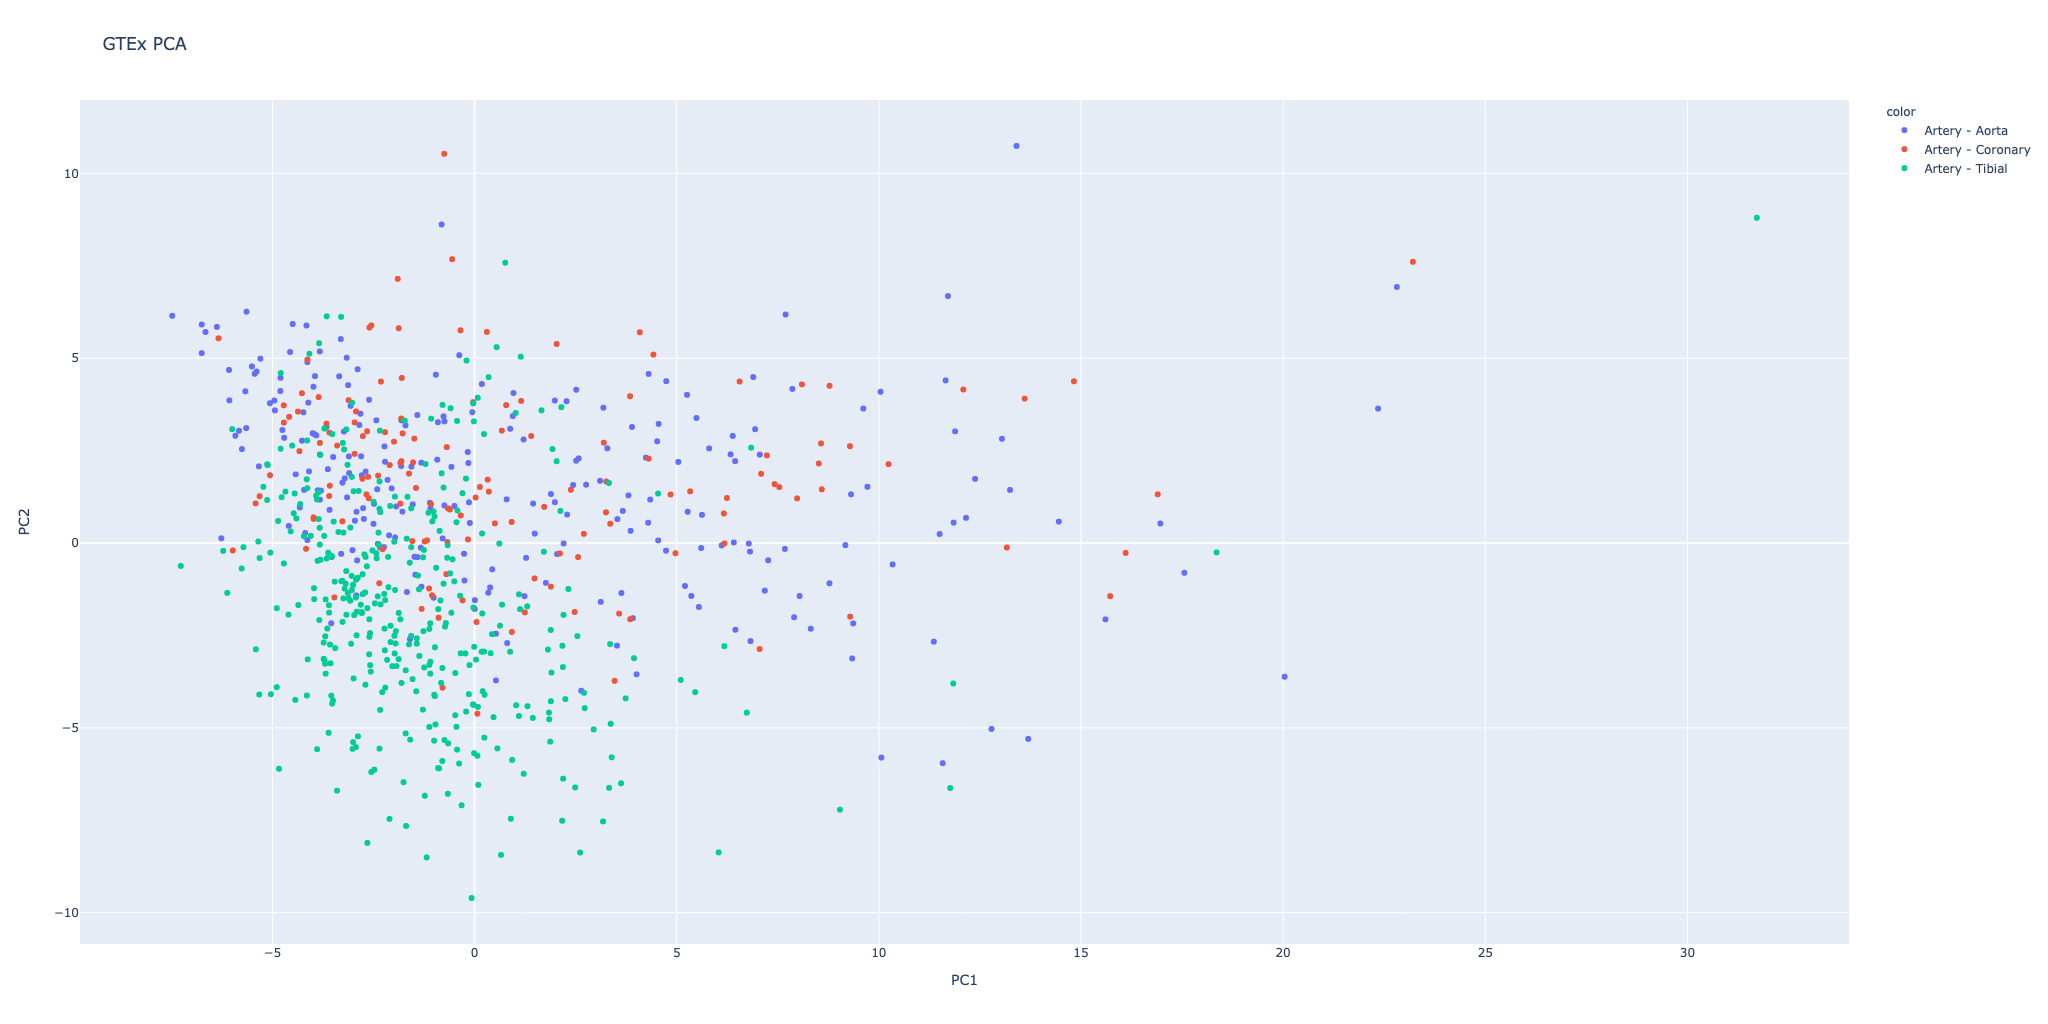 GTEx PCA
color
Artery - Aorta
Artery - Coronary
Artery - Tibial
10
5
0
−5
−10
PC2
−5 0 5 10 15 20 25 30
PC1